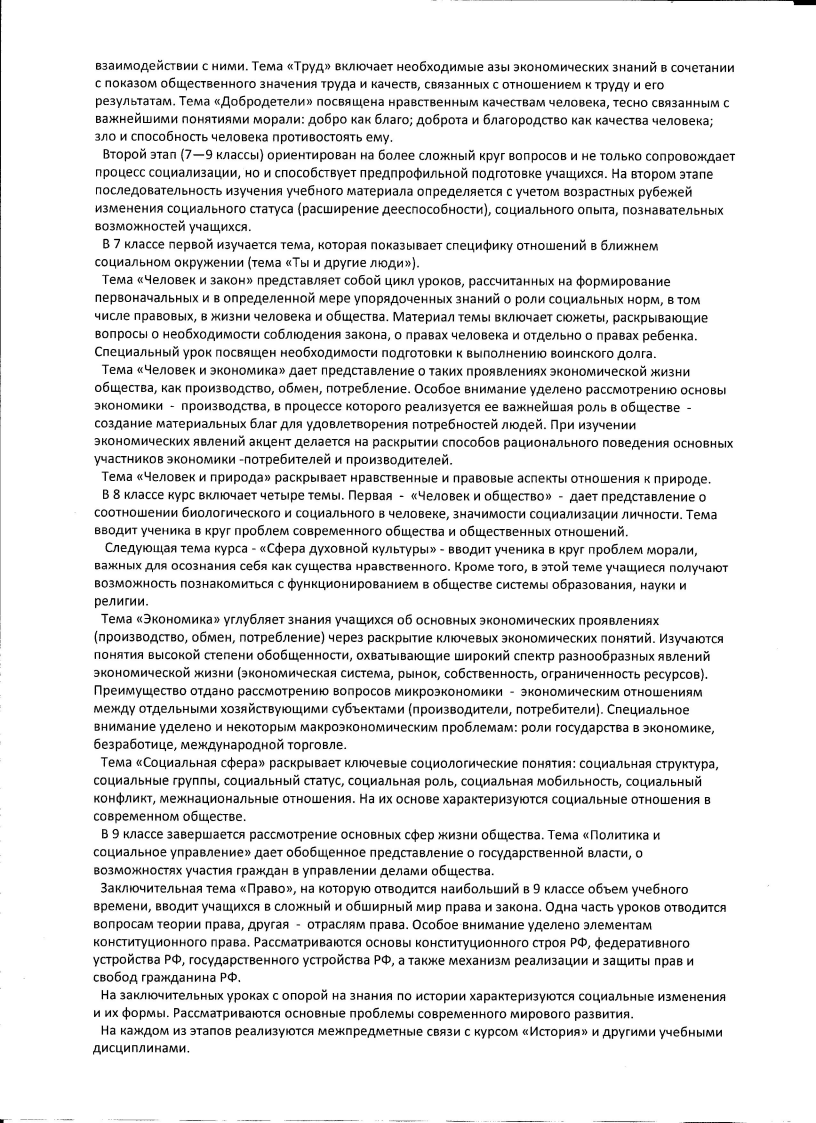 взаимодействии с ними. Тема «Труд» включает необходимые азы экономических знаний в сочетании
с показом общественного значения труда и качеств, связанных с отношением к труду и его
результатам. Тема «Добродетели» посвящена нравственным качествам человека, тесно связанным с
важнейшими понятиями морали: добро как благо; доброта и благородство как качества человека;
зло и способность человека противостоять ему.
Второй этап (7—9 классы) ориентирован на более сложный круг вопросов и не только сопровождает
процесс социализации, но и способствует предпрофильной подготовке учащихся. На втором этапе
последовательность изучения учебного материала определяется с учетом возрастных рубежей
изменения социального статуса (расширение дееспособности), социального опыта, познавательных
возможностей учащихся.
В 7 классе первой изучается тема, которая показывает специфику отношений в ближнем
социальном окружении (тема «Ты и другие люди»).
Тема «Человек и закон» представляет собой цикл уроков, рассчитанных на формирование
первоначальных и в определенной мере упорядоченных знаний о роли социальных норм, в том
числе правовых, в жизни человека и общества. Материал темы включает сюжеты, раскрывающие
вопросы о необходимости соблюдения закона, о правах человека и отдельно о правах ребенка.
Специальный урок посвящен необходимости подготовки к выполнению воинского долга.
Тема «Человек и экономика» дает представление о таких проявлениях экономической жизни
общества, как производство, обмен, потребление. Особое внимание уделено рассмотрению основы
экономики - производства, в процессе которого реализуется ее важнейшая роль в обществе -
создание материальных благ для удовлетворения потребностей людей. При изучении
экономических явлений акцент делается на раскрытии способов рационального поведения основных
участников экономики -потребителей и производителей.
Тема «Человек и природа» раскрывает нравственные и правовые аспекты отношения к природе.
В 8 классе курс включает четыре темы. Первая - «Человек и общество» - дает представление о
соотношении биологического и социального в человеке, значимости социализации личности. Тема
вводит ученика в круг проблем современного общества и общественных отношений.
Следующая тема курса - «Сфера духовной культуры» - вводит ученика в круг проблем морали,
важных для осознания себя как существа нравственного. Кроме того, в этой теме учащиеся получают
возможность познакомиться с функционированием в обществе системы образования, науки и
религии.
Тема «Экономика» углубляет знания учащихся об основных экономических проявлениях
(производство, обмен, потребление) через раскрытие ключевых экономических понятий. Изучаются
понятия высокой степени обобщенности, охватывающие широкий спектр разнообразных явлений
экономической жизни (экономическая система, рынок, собственность, ограниченность ресурсов).
Преимущество отдано рассмотрению вопросов микроэкономики - экономическим отношениям
между отдельными хозяйствующими субъектами (производители, потребители). Специальное
внимание уделено и некоторым макроэкономическим проблемам: роли государства в экономике,
безработице, международной торговле.
Тема «Социальная сфера» раскрывает ключевые социологические понятия: социальная структура,
социальные группы, социальный статус, социальная роль, социальная мобильность, социальный
конфликт, межнациональные отношения. На их основе характеризуются социальные отношения в
современном обществе.
В 9 классе завершается рассмотрение основных сфер жизни общества. Тема «Политика и
социальное управление» дает обобщенное представление о государственной власти, о
возможностях участия граждан в управлении делами общества.
Заключительная тема «Право», на которую отводится наибольший в 9 классе объем учебного
времени, вводит учащихся в сложный и обширный мир права и закона. Одна часть уроков отводится
вопросам теории права, другая - отраслям права. Особое внимание уделено элементам
конституционного права. Рассматриваются основы конституционного строя РФ, федеративного
устройства РФ, государственного устройства РФ, а также механизм реализации и защиты прав и
свобод гражданина РФ.
На заключительных уроках с опорой на знания по истории характеризуются социальные изменения
и их формы. Рассматриваются основные проблемы современного мирового развития.
На каждом из этапов реализуются межпредметные связи с курсом «История» и другими учебными
дисциплинами.